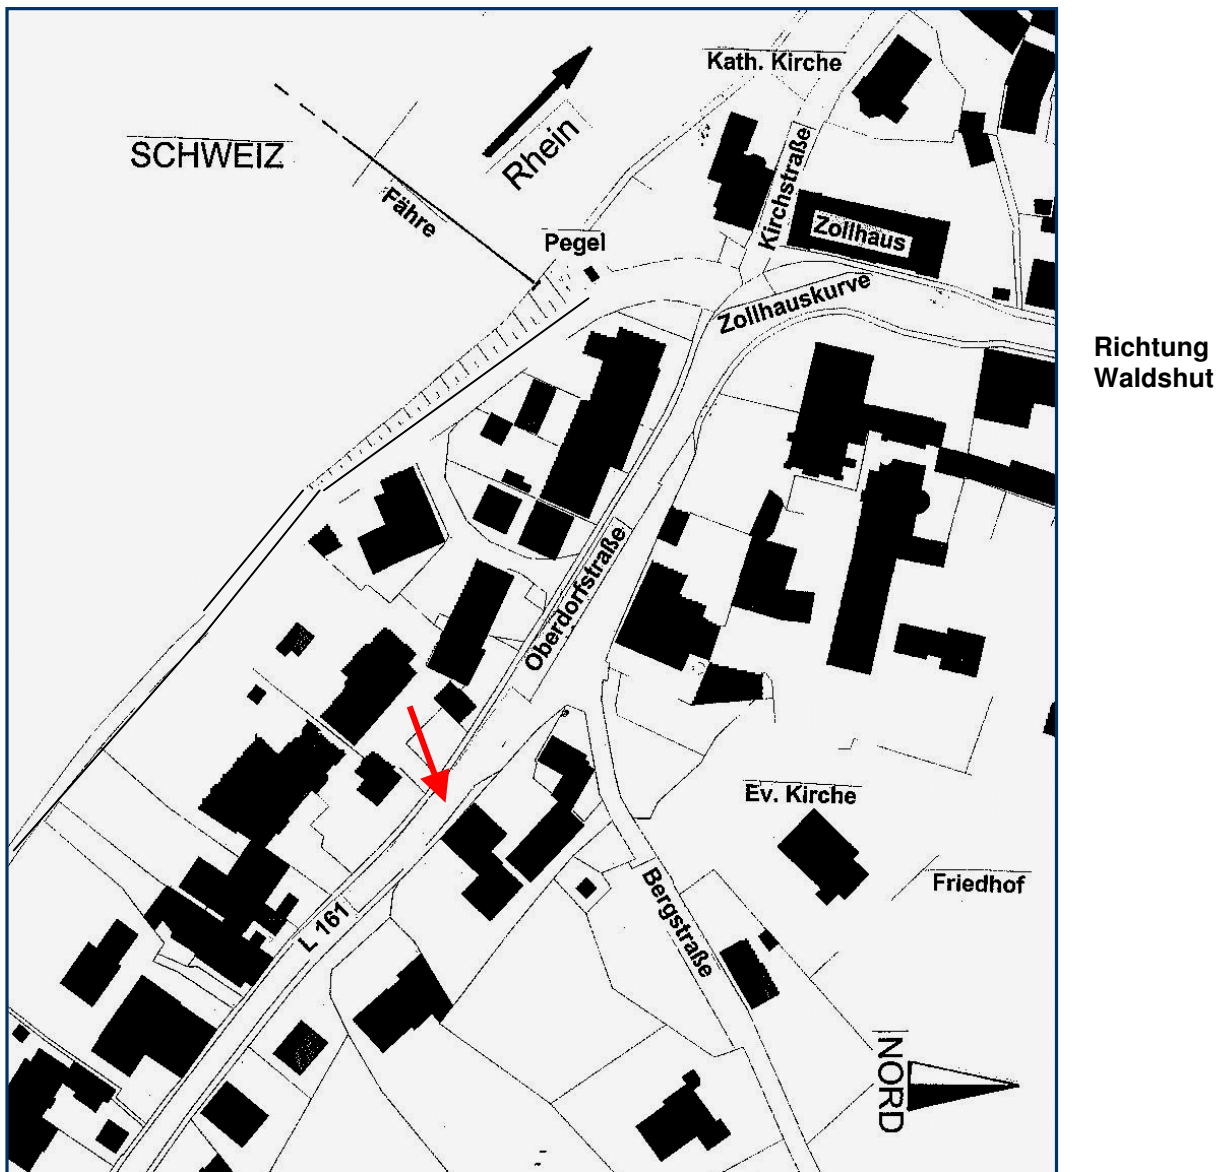 Kath. Kirche
SCHWEIZ
Rhein
Fähre
Pegel
Kirchstraße
Zollhaus
Zollhauskurve
Richtung
Waldshut
Oberdorfstraße
Ev. Kirche
Friedhof
Bergstraße
L 161
NORD